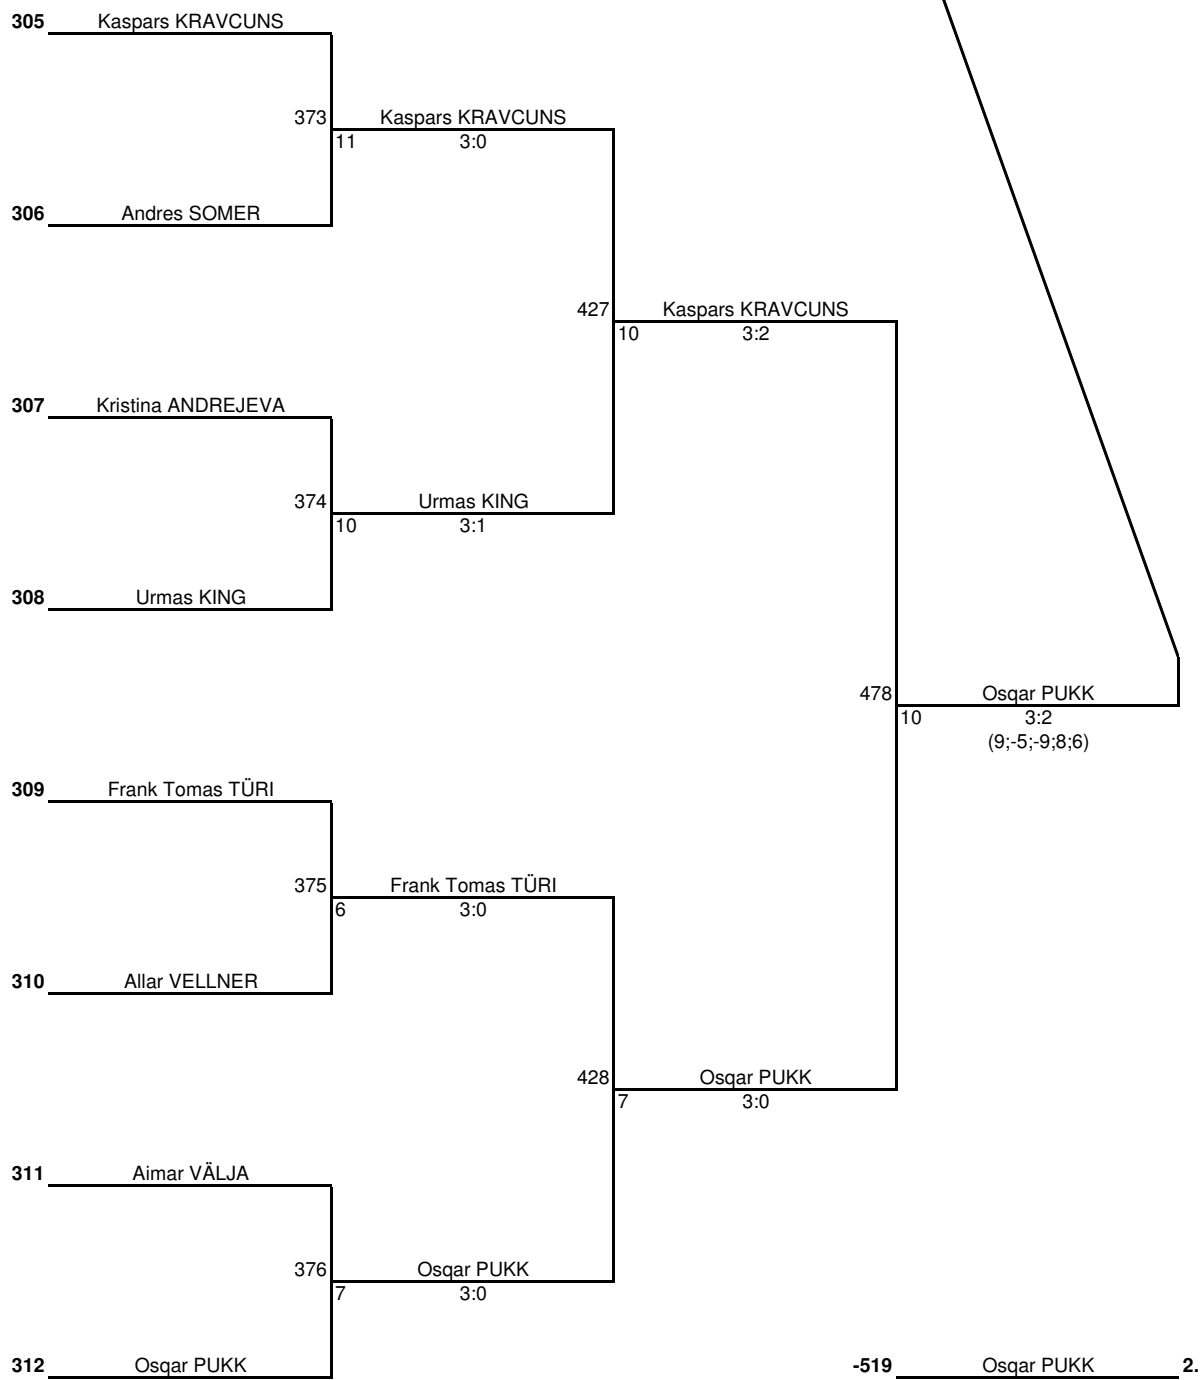 305 Kaspars KRAVCUNS
373 Kaspars KRAVCUNS
11 3:0
306 Andres SOMER
427 Kaspars KRAVCUNS
10 3:2
307 Kristina ANDREJEVA
374 Urmas KING
10 3:1
308 Urmas KING
478 Osqar PUKK
10 3:2
(9;-5;-9;8;6)
309 Frank Tomas TÜRI
375 Frank Tomas TÜRI
6 3:0
310 Allar VELLNER
428 Osqar PUKK
7 3:0
311 Aimar VÄLJA
376 Osqar PUKK
7 3:0
312 Osqar PUKK -519 Osqar PUKK 2.